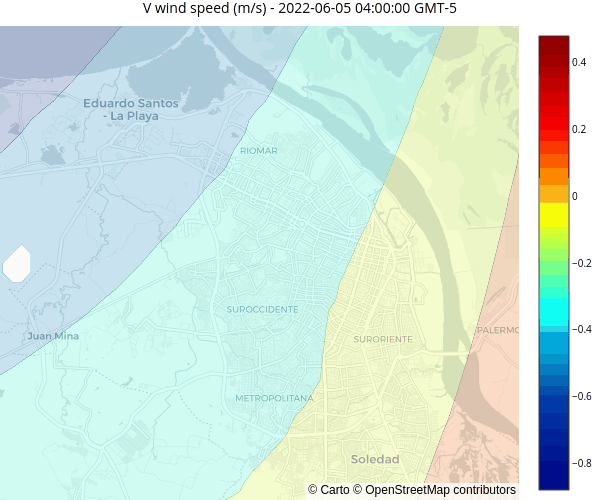 V wind speed (m/s) - 2022-06-05 04:00:00 GMT-5
Eduardo Santos
- La Playa
RIOMAR
SUROCCIDENTE
Juan Mina
SURORIENTE
PALERMO
METROPOLITANA
Soledad
© Carto © OpenStreetMap contributors
0.4
0.2
0
−0.2
−0.4
−0.6
−0.8